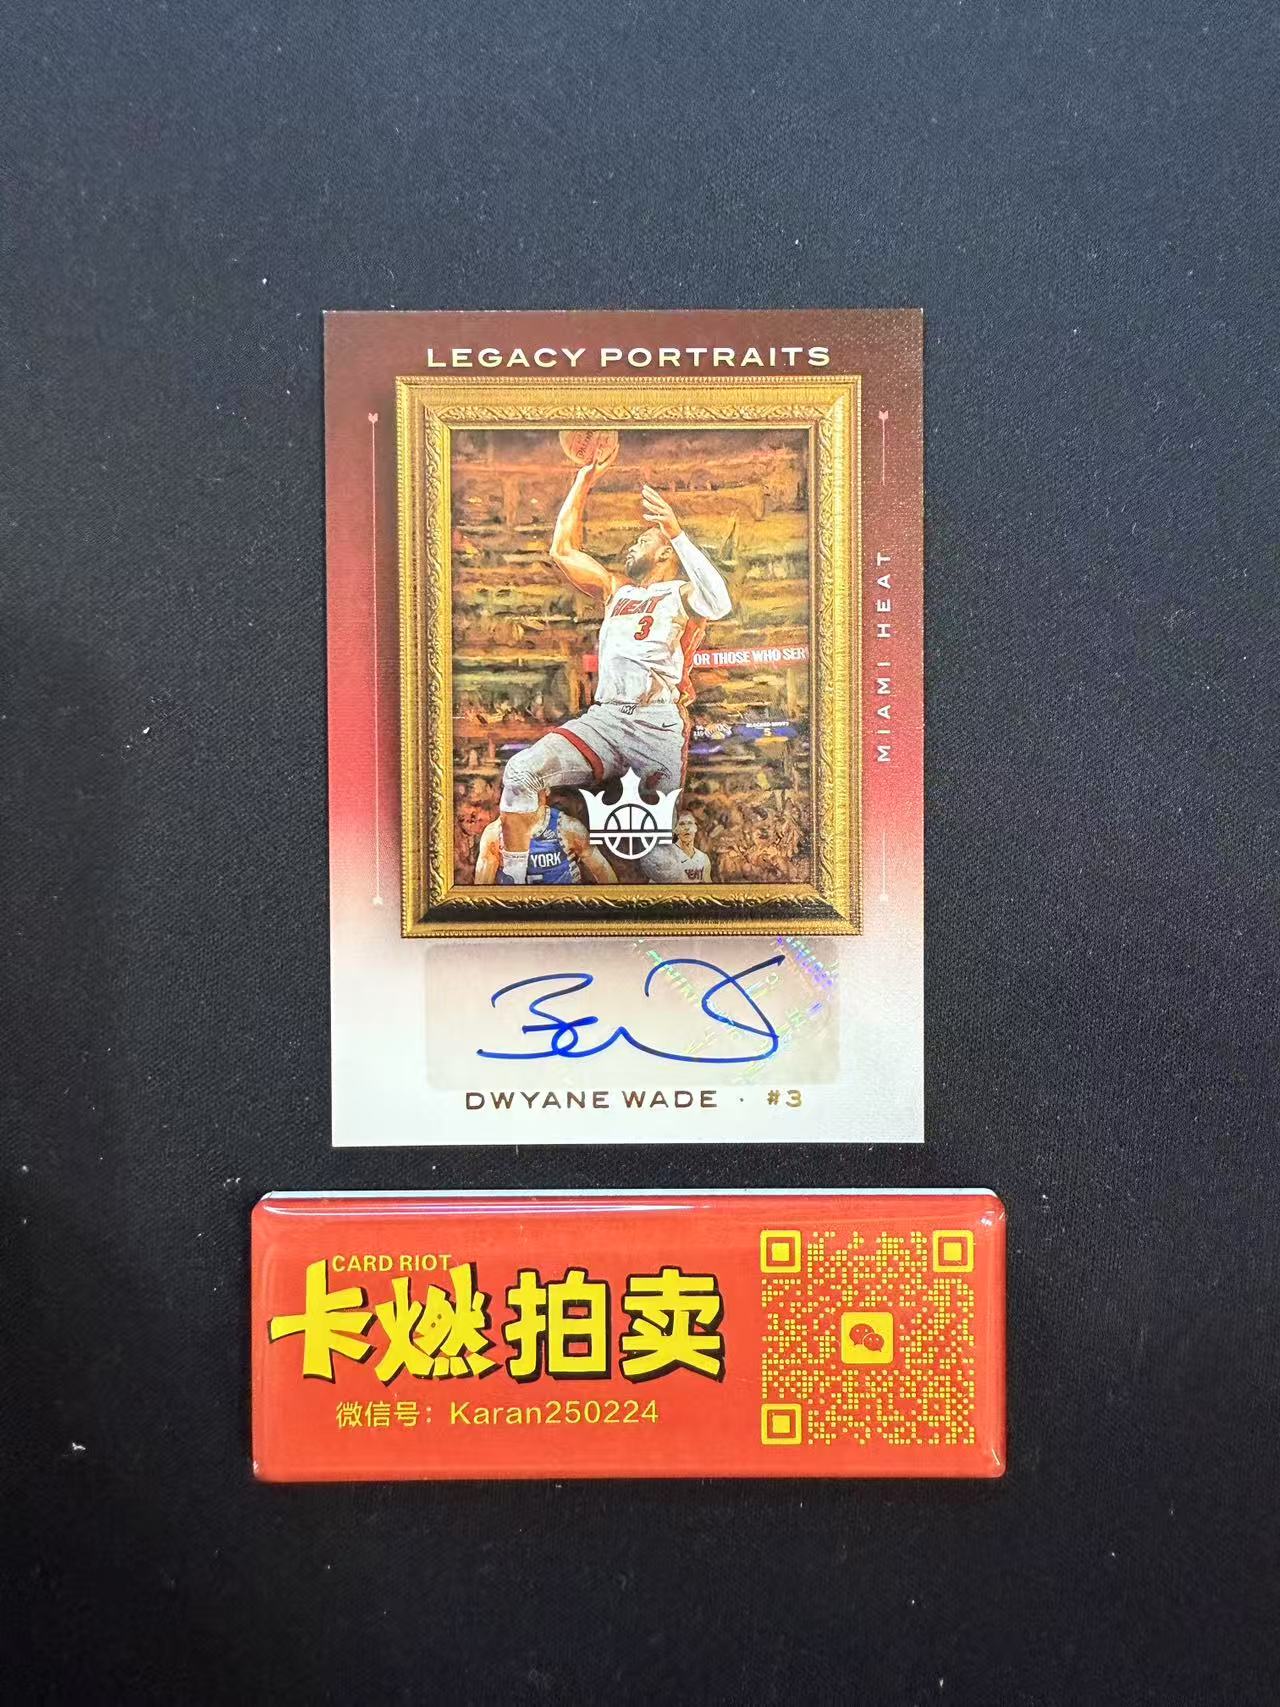 LEGACY PORTRAITS
MIAMI HEAT
HEAT
3
OR THOSE WHO SER
5
YORK
DWYANE WADE · #3
CARD RIOT
卡燃拍卖
微信号：Karan250224